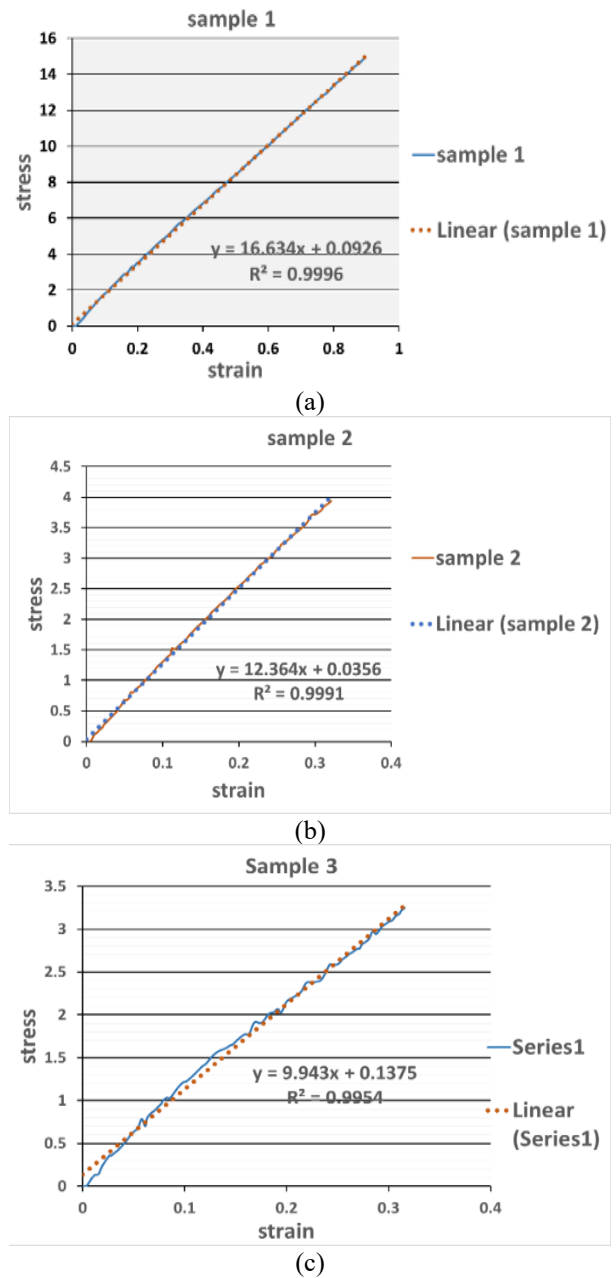 sample 1
16
14
12
10
8
6
4
2
0
stress
y = 16.634x + 0.0926
R² = 0.9996
0 0.2 0.4 0.6 0.8 1
strain
sample 1
Linear (sample 1)
(a)
sample 2
4.5
4
3.5
3
2.5
2
1.5
1
0.5
0
stress
y = 12.364x + 0.0356
R² = 0.9991
0 0.1 0.2 0.3 0.4
strain
sample 2
Linear (sample 2)
(b)
Sample 3
3.5
3
2.5
2
1.5
1
0.5
0
stress
y = 9.943x + 0.1375
R² = 0.9954
0 0.1 0.2 0.3 0.4
strain
Series1
Linear
(Series1)
(c)